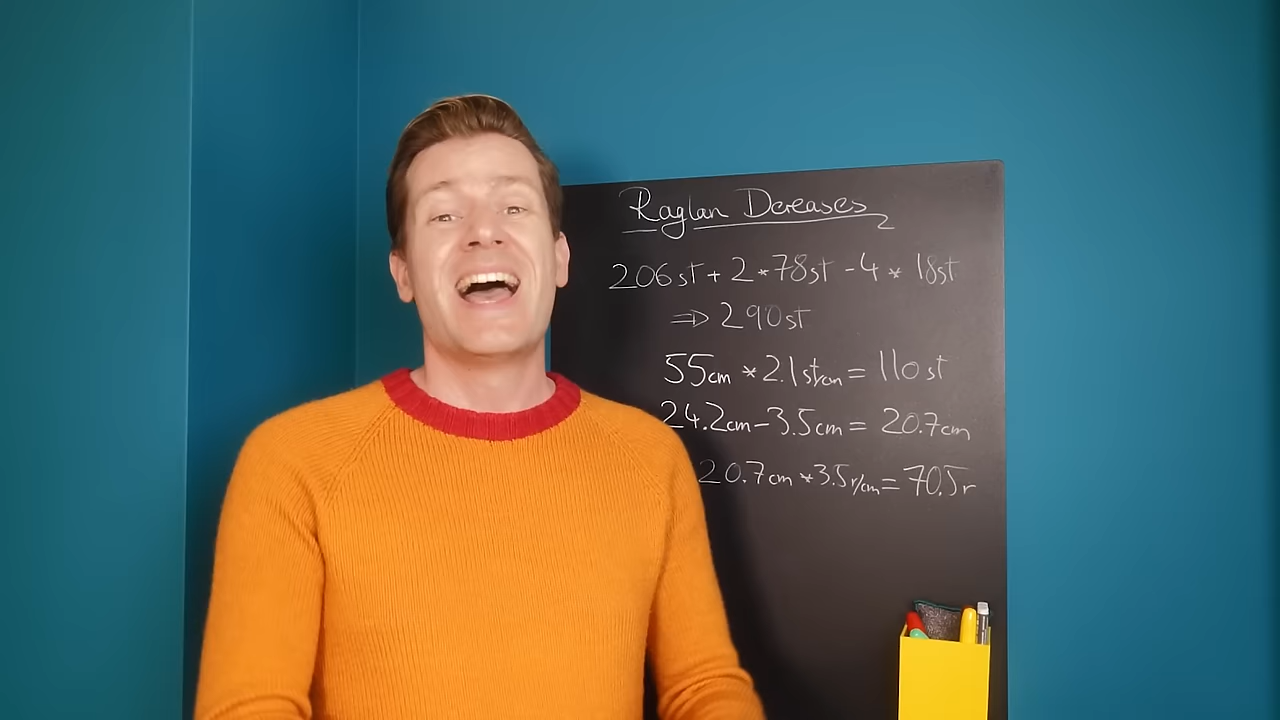 Raglan Dereases
206st + 2*78st - 4 * 18st
⇒ 290st
55cm * 2.1st/cm = 110st
24.2cm - 3.5cm = 20.7cm
20.7cm * 3.5r/cm = 70.5r